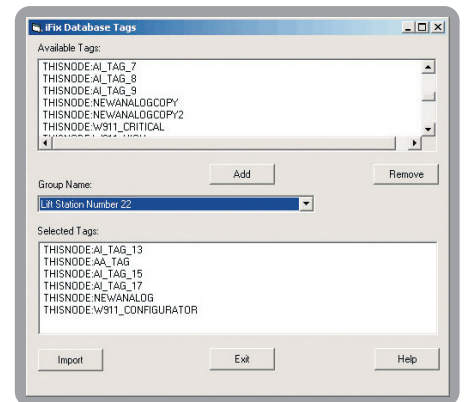 iFix Database Tags
Available Tags:
THISNODE:AI_TAG_7
THISNODE:AI_TAG_8
THISNODE:AI_TAG_9
THISNODE:NEWANALOGCOPY
THISNODE:NEWANALOGCOPY2
THISNODE:W911_CRITICAL
Add
Remove
Group Name:
Lift Station Number 22
Selected Tags:
THISNODE:AI_TAG_13
THISNODE:AA_TAG
THISNODE:AI_TAG_15
THISNODE:AI_TAG_17
THISNODE:NEWANALOG
THISNODE:W911_CONFIGURATOR
Import
Exit
Help